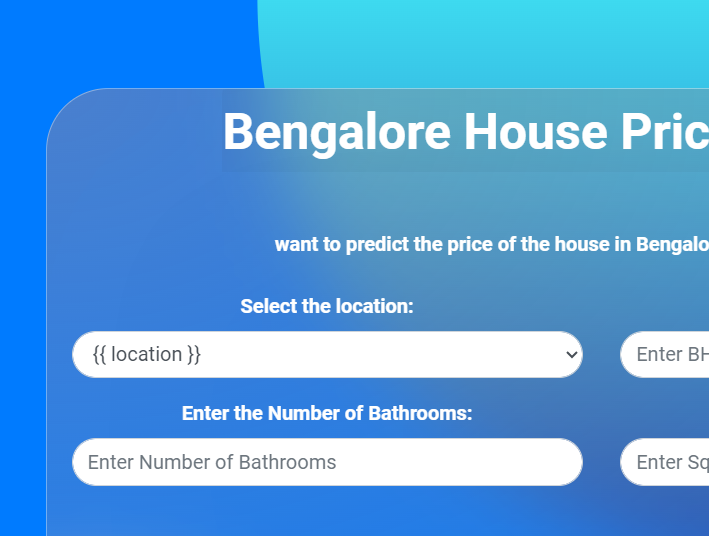 Bengalore House Pric
want to predict the price of the house in Bengalo
Select the location:
{{ location }}
Enter BH
Enter the Number of Bathrooms:
Enter Number of Bathrooms
Enter Sq